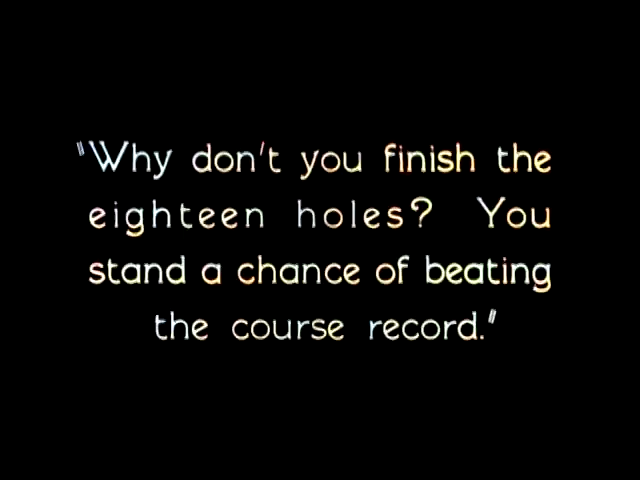 "Why don't you finish the
eighteen holes? You
stand a chance of beating
the course record."